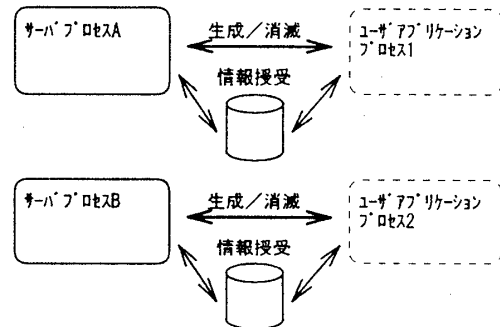 サーバプロセスA
生成／消滅
ユーザアプリケーション
プロセス1
情報授受
サーバプロセスB
生成／消滅
ユーザアプリケーション
プロセス2
情報授受